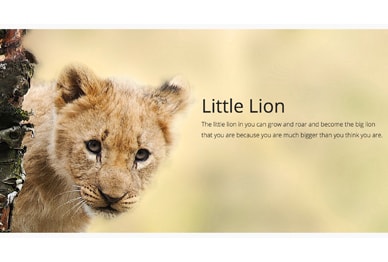 Little Lion
The little lion in you can grow and roar and become the big lion
that you are because you are much bigger than you think you are.